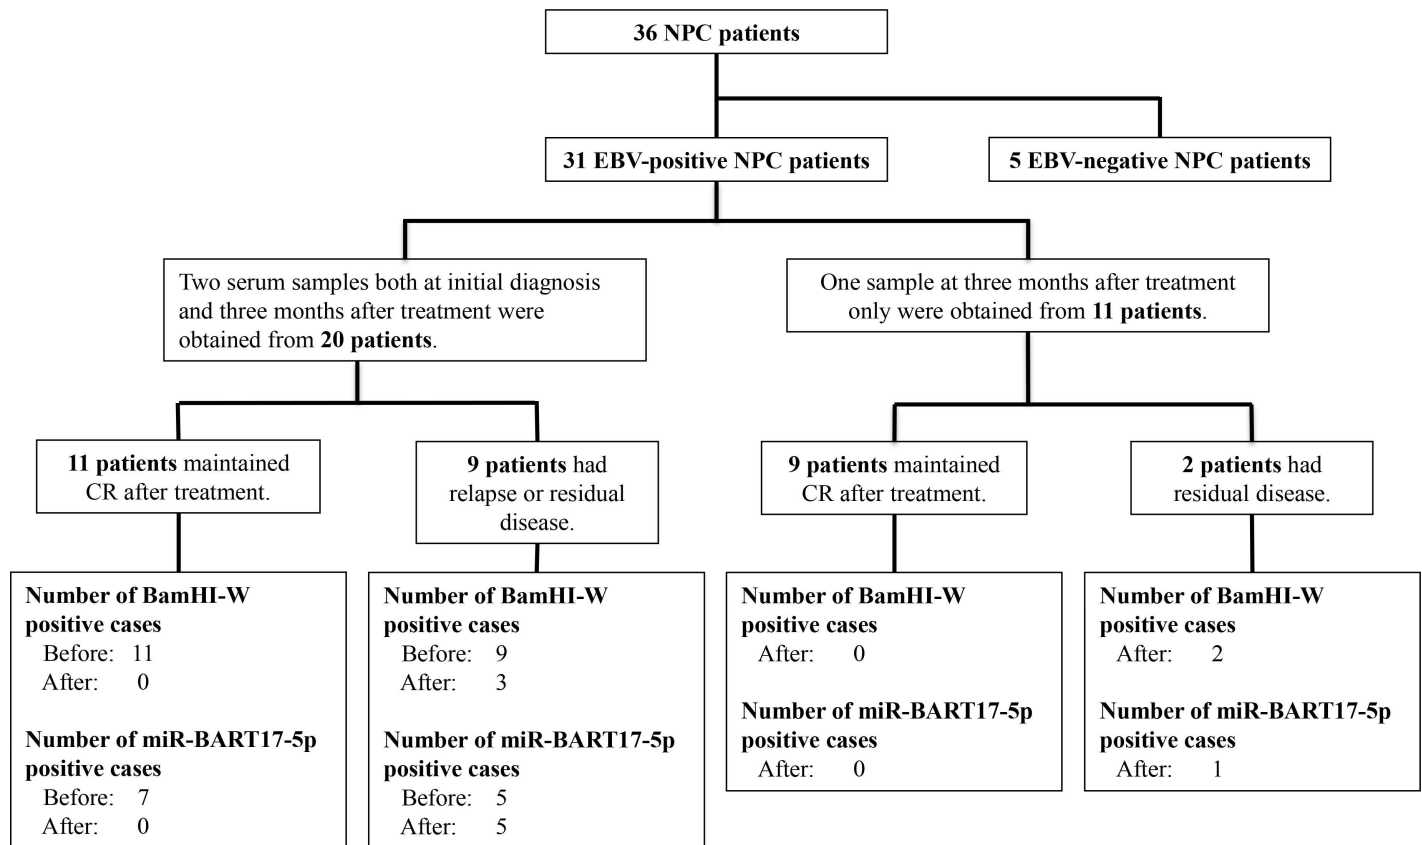 36 NPC patients
31 EBV-positive NPC patients
5 EBV-negative NPC patients
Two serum samples both at initial diagnosis
and three months after treatment were
obtained from 20 patients.
One sample at three months after treatment
only were obtained from 11 patients.
11 patients maintained
CR after treatment.
9 patients had
relapse or residual
disease.
9 patients maintained
CR after treatment.
2 patients had
residual disease.
Number of BamHI-W
positive cases
Before: 11
After: 0
Number of miR-BART17-5p
positive cases
Before: 7
After: 0
Number of BamHI-W
positive cases
Before: 9
After: 3
Number of miR-BART17-5p
positive cases
Before: 5
After: 5
Number of BamHI-W
positive cases
After: 0
Number of miR-BART17-5p
positive cases
After: 0
Number of BamHI-W
positive cases
After: 2
Number of miR-BART17-5p
positive cases
After: 1